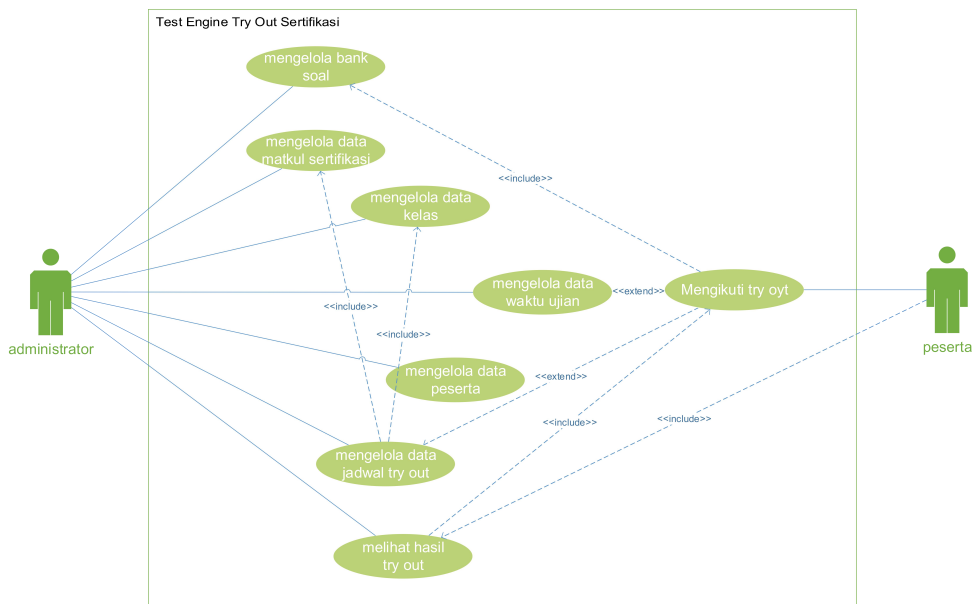 Test Engine Try Out Sertifikasi
mengelola bank
soal
mengelola data
matkul sertifikasi
<<include>>
mengelola data
kelas
mengelola data
waktu ujian
<<extend>>
Mengikuti try oyt
<<include>>
<<include>>
administrator
peserta
mengelola data
peserta
<<extend>>
<<include>>
<<include>>
mengelola data
jadwal try out
melihat hasil
try out